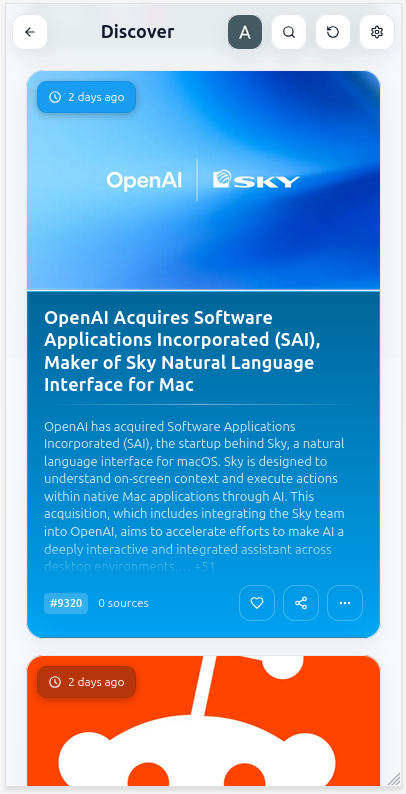 Discover
A
2 days ago
OpenAI
SKY
OpenAI Acquires Software
Applications Incorporated (SAI),
Maker of Sky Natural Language
Interface for Mac
OpenAI has acquired Software Applications
Incorporated (SAI), the startup behind Sky, a natural
language interface for macOS. Sky is designed to
understand on-screen context and execute actions
within native Mac applications through AI. This
acquisition, which includes integrating the Sky team
into OpenAI, aims to accelerate efforts to make AI a
deeply interactive and integrated assistant across
desktop environments.... +51
#9320
0 sources
2 days ago